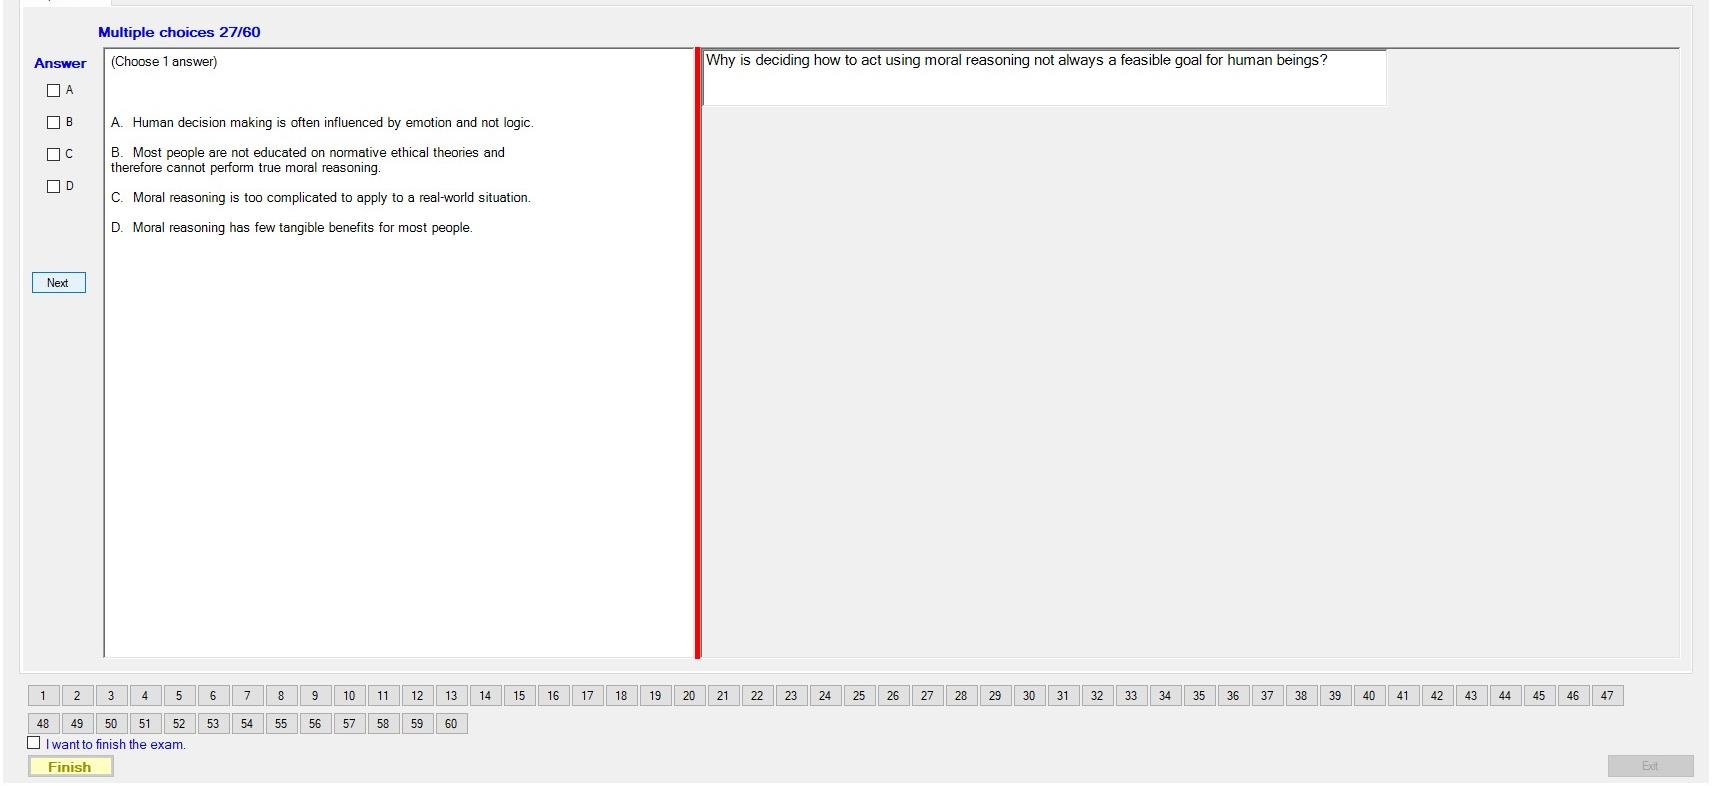 Multiple choices 27/60
Answer
(Choose 1 answer)
Why is deciding how to act using moral reasoning not always a feasible goal for human beings?
A
B
C
D
A. Human decision making is often influenced by emotion and not logic.
B. Most people are not educated on normative ethical theories and
therefore cannot perform true moral reasoning.
C. Moral reasoning is too complicated to apply to a real-world situation.
D. Moral reasoning has few tangible benefits for most people.
Next
1 2 3 4 5 6 7 8 9 10 11 12 13 14 15 16 17 18 19 20 21 22 23 24 25 26 27 28 29 30 31 32 33 34 35 36 37 38 39 40 41 42 43 44 45 46 47
48 49 50 51 52 53 54 55 56 57 58 59 60
I want to finish the exam.
Finish
Exit